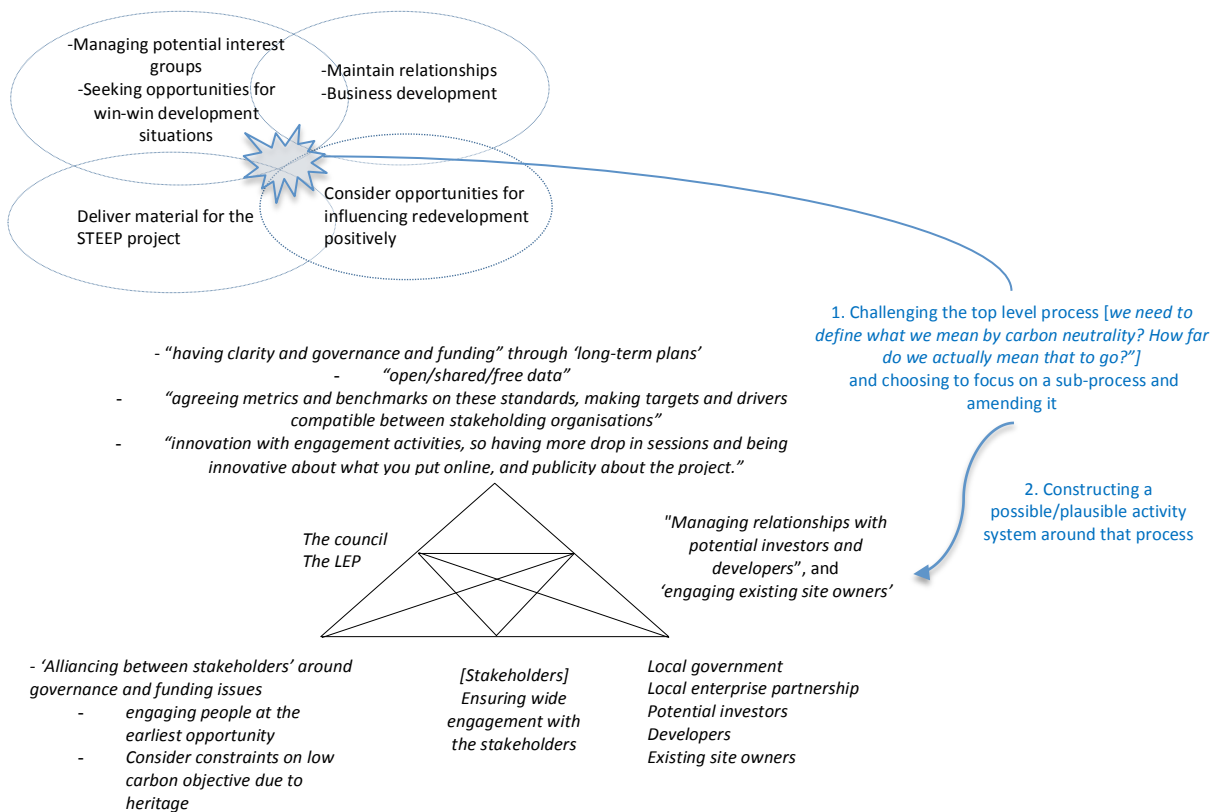 -Managing potential interest
groups
-Seeking opportunities for
win-win development
situations
-Maintain relationships
-Business development
Deliver material for the
STEEP project
Consider opportunities for
influencing redevelopment
positively
1. Challenging the top level process [we need to
define what we mean by carbon neutrality? How far
do we actually mean that to go?”]
and choosing to focus on a sub-process and
amending it
2. Constructing a
possible/plausible activity
system around that process
- “having clarity and governance and funding” through ‘long-term plans’
- “open/shared/free data”
- “agreeing metrics and benchmarks on these standards, making targets and drivers
compatible between stakeholding organisations”
- “innovation with engagement activities, so having more drop in sessions and being
innovative about what you put online, and publicity about the project.”
The council
The LEP
"Managing relationships with
potential investors and
developers”, and
‘engaging existing site owners’
- ‘Alliancing between stakeholders’ around
governance and funding issues
- engaging people at the
earliest opportunity
- Consider constraints on low
carbon objective due to
heritage
[Stakeholders]
Ensuring wide
engagement with
the stakeholders
Local government
Local enterprise partnership
Potential investors
Developers
Existing site owners